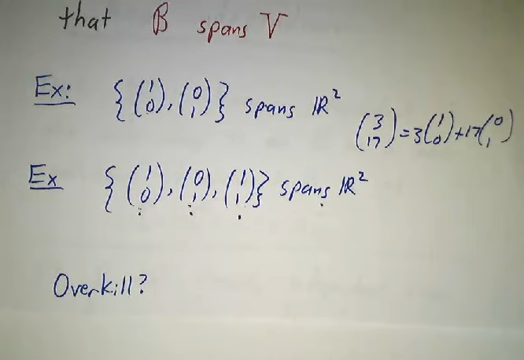 that B spans V
Ex: {(1 0), (0 1)} spans ℝ²
(3 17) = 3(1 0) + 17(0 1)
Ex {(1 0), (0 1), (1 1)} spans ℝ²
Overkill?